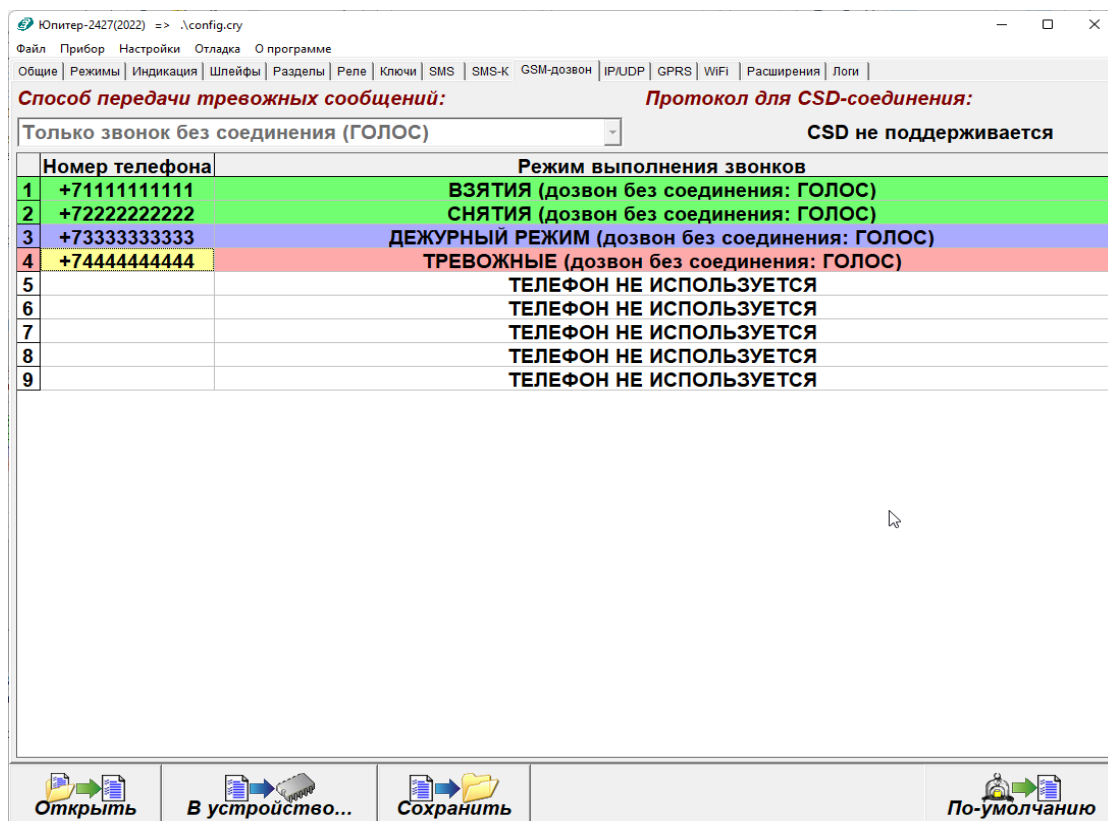 Юпитер-2427(2022) => .\config.cry
Файл Прибор Настройки Отладка О программе
Общие Режимы Индикация Шлейфы Разделы Реле Ключи SMS SMS-K GSM-дозвон IP/UDP GPRS WiFi Расширения Логи
Способ передачи тревожных сообщений: Протокол для CSD-соединения:
Только звонок без соединения (ГОЛОС) CSD не поддерживается
Номер телефона Режим выполнения звонков
1 +71111111111 ВЗЯТИЯ (дозвон без соединения: ГОЛОС)
2 +72222222222 СНЯТИЯ (дозвон без соединения: ГОЛОС)
3 +73333333333 ДЕЖУРНЫЙ РЕЖИМ (дозвон без соединения: ГОЛОС)
4 +74444444444 ТРЕВОЖНЫЕ (дозвон без соединения: ГОЛОС)
5 ТЕЛЕФОН НЕ ИСПОЛЬЗУЕТСЯ
6 ТЕЛЕФОН НЕ ИСПОЛЬЗУЕТСЯ
7 ТЕЛЕФОН НЕ ИСПОЛЬЗУЕТСЯ
8 ТЕЛЕФОН НЕ ИСПОЛЬЗУЕТСЯ
9 ТЕЛЕФОН НЕ ИСПОЛЬЗУЕТСЯ
Открыть В устройство... Сохранить По-умолчанию